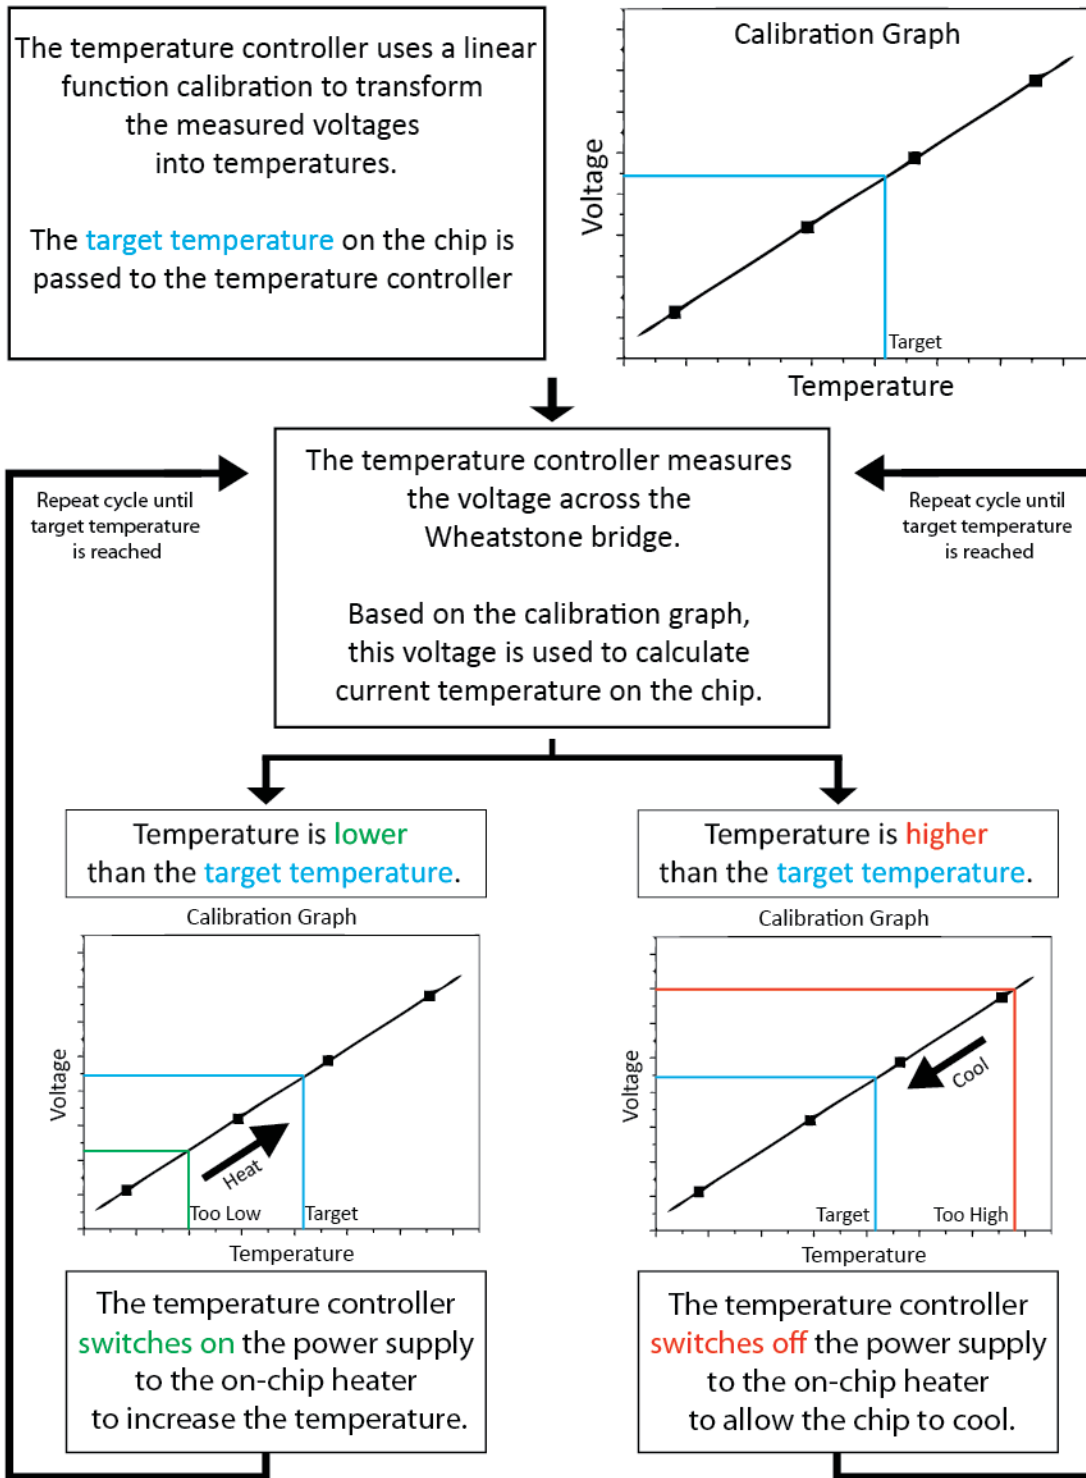 The temperature controller uses a linear
function calibration to transform
the measured voltages
into temperatures.
The target temperature on the chip is
passed to the temperature controller
Calibration Graph
Voltage
Target
Temperature
Repeat cycle until
target temperature
is reached
The temperature controller measures
the voltage across the
Wheatstone bridge.
Based on the calibration graph,
this voltage is used to calculate
current temperature on the chip.
Repeat cycle until
target temperature
is reached
Temperature is lower
than the target temperature.
Calibration Graph
Voltage
Heat
Too Low
Target
Temperature
The temperature controller
switches on the power supply
to the on-chip heater
to increase the temperature.
Temperature is higher
than the target temperature.
Calibration Graph
Voltage
Cool
Target
Too High
Temperature
The temperature controller
switches off the power supply
to the on-chip heater
to allow the chip to cool.